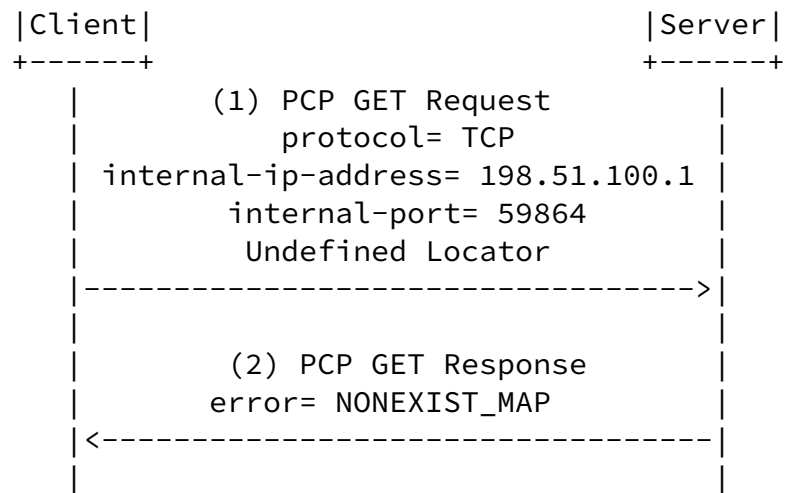 |Client| |Server|
+------+ +------+
| (1) PCP GET Request |
| protocol= TCP |
| internal-ip-address= 198.51.100.1 |
| internal-port= 59864 |
| Undefined Locator |
|---------------------------------->|
| |
| (2) PCP GET Response |
| error= NONEXIST_MAP |
|<----------------------------------|
| |